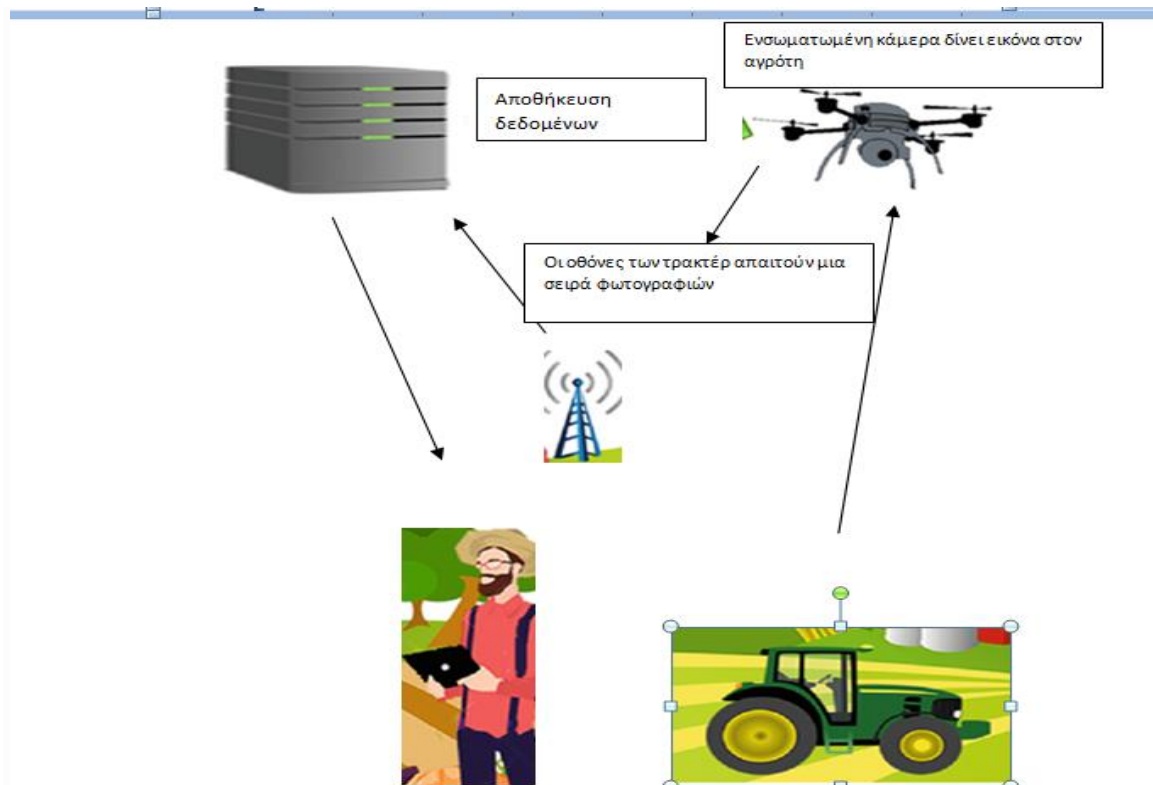 Ενσωματωμένη κάμερα δίνει εικόνα στον
αγρότη
Αποθήκευση
δεδομένων
Οι οθόνες των τρακτέρ απαιτούν μια
σειρά φωτογραφιών